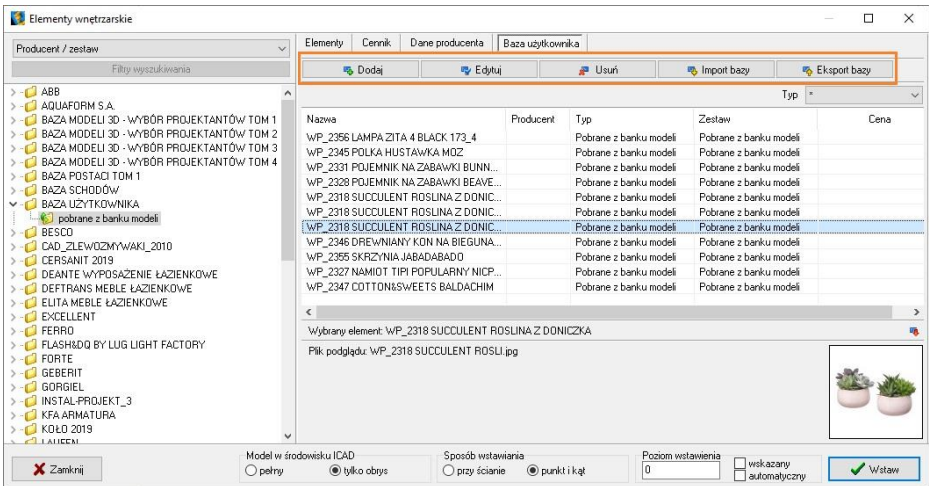 Elementy wnętrzarskie
Producent / zestaw
Filtry wyszukiwania
ABB
AQUAFORM S.A.
BAZA MODELI 3D - WYBÓR PROJEKTANTÓW TOM 1
BAZA MODELI 3D - WYBÓR PROJEKTANTÓW TOM 2
BAZA MODELI 3D - WYBÓR PROJEKTANTÓW TOM 3
BAZA MODELI 3D - WYBÓR PROJEKTANTÓW TOM 4
BAZA POSTACI TOM 1
BAZA SCHODÓW
BAZA UŻYTKOWNIKA
pobrane z banku modeli
BESCO
CAD_ZLEWOZMYWAKI_2010
CERSANIT 2019
DEANTE WYPOSAŻENIE ŁAZIENKOWE
DEFTRANS MEBLE ŁAZIENKOWE
ELITA MEBLE ŁAZIENKOWE
EXCELLENT
FERRO
FLASH&DQ BY LUG LIGHT FACTORY
FORTE
GEBERIT
GORGIEL
INSTAL-PROJEKT_3
KFA ARMATURA
KOŁO 2019
LAUFEN
Elementy Cennik Dane producenta Baza użytkownika
Dodaj Edytuj Usuń Import bazy Eksport bazy
Typ *
Nazwa Producent Typ Zestaw Cena
WP_2356 LAMPA ZITA 4 BLACK 173_4 Pobrane z banku modeli Pobrane z banku modeli
WP_2345 POLKA HUSTAWKA MOZ Pobrane z banku modeli Pobrane z banku modeli
WP_2331 POJEMNIK NA ZABAWKI BUNN... Pobrane z banku modeli Pobrane z banku modeli
WP_2328 POJEMNIK NA ZABAWKI BEAVE... Pobrane z banku modeli Pobrane z banku modeli
WP_2318 SUCCULENT ROSLINA Z DONIC... Pobrane z banku modeli Pobrane z banku modeli
WP_2318 SUCCULENT ROSLINA Z DONIC... Pobrane z banku modeli Pobrane z banku modeli
WP_2318 SUCCULENT ROSLINA Z DONIC... Pobrane z banku modeli Pobrane z banku modeli
WP_2346 DREWNIANY KON NA BIEGUNA... Pobrane z banku modeli Pobrane z banku modeli
WP_2355 SKRZYNIA JABADABADO Pobrane z banku modeli Pobrane z banku modeli
WP_2327 NAMIOT TIPI POPULARNY NICP... Pobrane z banku modeli Pobrane z banku modeli
WP_2347 COTTON&SWEETS BALDACHIM Pobrane z banku modeli Pobrane z banku modeli
Wybrany element: WP_2318 SUCCULENT ROSLINA Z DONICZKA
Plik podglądu: WP_2318 SUCCULENT ROSLI.jpg
Zamknij
Model w środowisku ICAD
pełny tylko obrys
Sposób wstawiania
przy ścianie punkt i kąt
Poziom wstawienia
0
wskazany
automatyczny
Wstaw